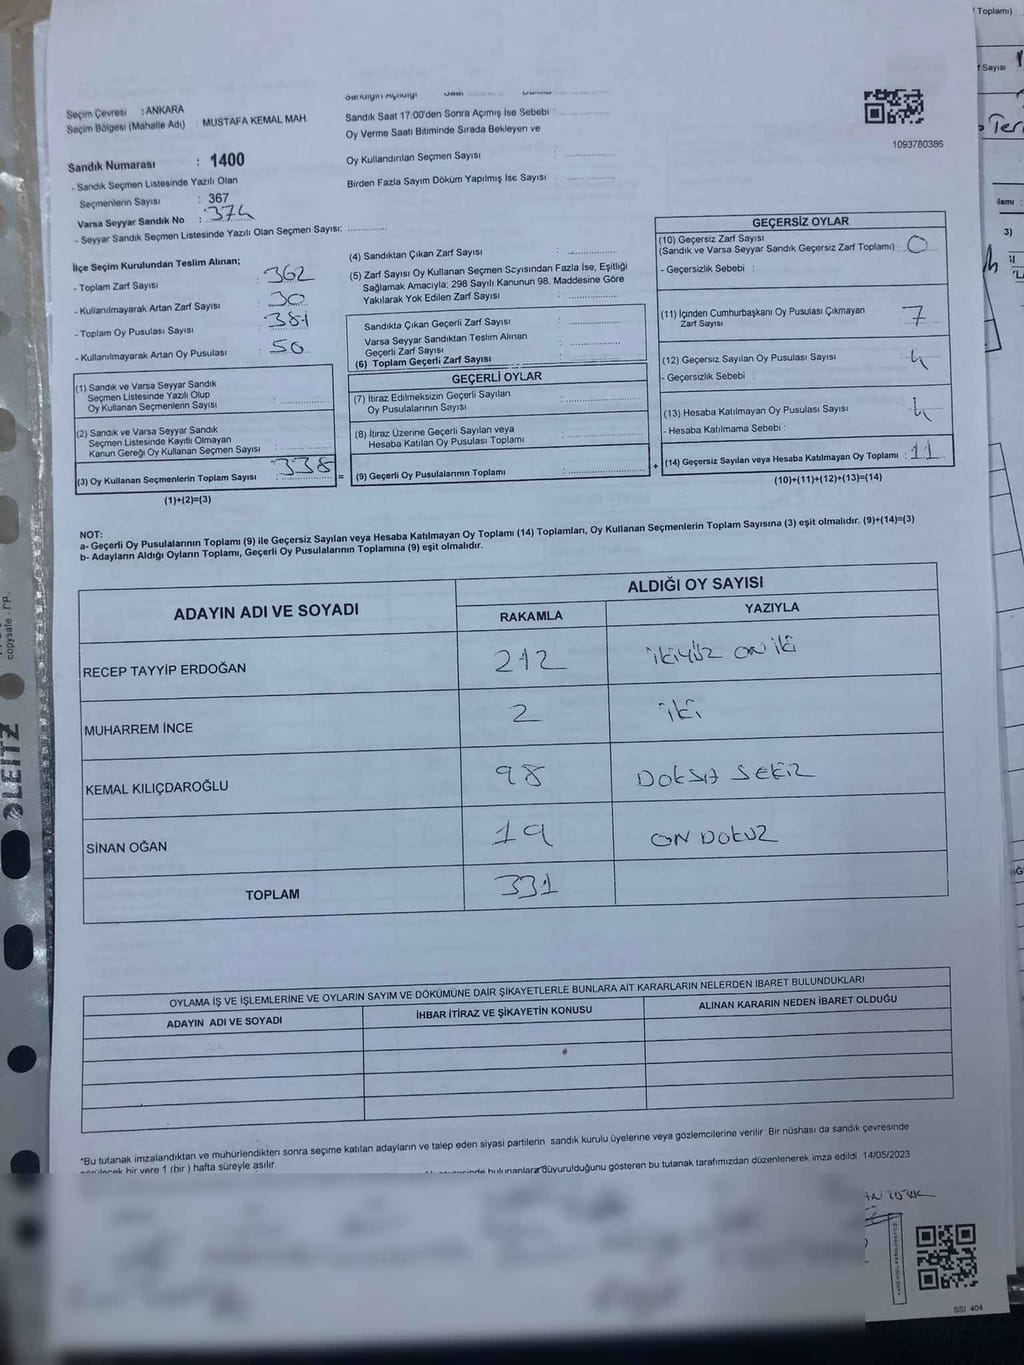 Seçim Çevresi : ANKARA
Seçim Bölgesi (Mahalle Adı) : MUSTAFA KEMAL MAH.
Sandık Numarası : 1400
- Sandık Seçmen Listesinde Yazılı Olan
Seçmenlerin Sayısı : 367
Varsa Seyyar Sandık No : 374
- Seyyar Sandık Seçmen Listesinde Yazılı Olan Seçmen Sayısı:
İlçe Seçim Kurulundan Teslim Alınan;
- Toplam Zarf Sayısı : 362
- Kullanılmayarak Artan Zarf Sayısı : 30
- Toplam Oy Pusulası Sayısı : 381
- Kullanılmayarak Artan Oy Pusulası : 50
(1) Sandık ve Varsa Seyyar Sandık
Seçmen Listesinde Yazılı Olup
Oy Kullanan Seçmenlerin Sayısı :
(2) Sandık ve Varsa Seyyar Sandık
Seçmen Listesinde Kayıtlı Olmayan
Kanun Gereği Oy Kullanan Seçmen Sayısı :
(3) Oy Kullanan Seçmenlerin Toplam Sayısı : 338
(1)+(2)=(3)
Sandık Saat 17:00'den Sonra Açımış İse Sebebi :
Oy Verme Saati Bitiminde Sırada Bekleyen ve
Oy Kullandırılan Seçmen Sayısı :
Birden Fazla Sayım Döküm Yapılmış İse Sayısı :
(4) Sandıktan Çıkan Zarf Sayısı :
(5) Zarf Sayısı Oy Kullanan Seçmen Sayısından Fazla İse, Eşitliği
Sağlamak Amacıyla; 298 Sayılı Kanunun 98. Maddesine Göre
Yakılarak Yok Edilen Zarf Sayısı :
Sandıkta Çıkan Geçerli Zarf Sayısı :
Varsa Seyyar Sandıktan Teslim Alınan
Geçerli Zarf Sayısı :
(6) Toplam Geçerli Zarf Sayısı :
GEÇERLİ OYLAR
(7) İtiraz Edilmeksizin Geçerli Sayılan
Oy Pusulalarının Sayısı :
(8) İtiraz Üzerine Geçerli Sayılan veya
Hesaba Katılan Oy Pusulası Toplamı :
= (9) Geçerli Oy Pusulalarının Toplamı :
1093780386
GEÇERSİZ OYLAR
(10) Geçersiz Zarf Sayısı
(Sandık ve Varsa Seyyar Sandık Geçersiz Zarf Toplamı) : 0
- Geçersizlik Sebebi :
(11) İçinden Cumhurbaşkanı Oy Pusulası Çıkmayan
Zarf Sayısı : 7
(12) Geçersiz Sayılan Oy Pusulası Sayısı : 4
- Geçersizlik Sebebi :
(13) Hesaba Katılmayan Oy Pusulası Sayısı : 4
- Hesaba Katılmama Sebebi :
+ (14) Geçersiz Sayılan veya Hesaba Katılmayan Oy Toplamı : 11
(10)+(11)+(12)+(13)=(14)
NOT:
a- Geçerli Oy Pusulalarının Toplamı (9) ile Geçersiz Sayılan veya Hesaba Katılmayan Oy Toplamı (14) Toplamları, Oy Kullanan Seçmenlerin Toplam Sayısına (3) eşit olmalıdır. (9)+(14)=(3)
b- Adayların Aldığı Oyların Toplamı, Geçerli Oy Pusulalarının Toplamına (9) eşit olmalıdır.
ADAYIN ADI VE SOYADI
ALDIĞI OY SAYISI
RAKAMLA YAZIYLA
RECEP TAYYİP ERDOĞAN 212 ikiyüz on iki
MUHARREM İNCE 2 iki
KEMAL KILIÇDAROĞLU 98 DOKSA SEKİZ
SİNAN OĞAN 19 ON DOKUZ
TOPLAM 331
OYLAMA İŞ VE İŞLEMLERİNE VE OYLARIN SAYIM VE DÖKÜMÜNE DAİR ŞİKAYETLERLE BUNLARA AİT KARARLARIN NELERDEN İBARET BULUNDUKLARI
ADAYIN ADI VE SOYADI İHBAR İTİRAZ VE ŞİKAYETİN KONUSU ALINAN KARARIN NEDEN İBARET OLDUĞU
"Bu tutanak imzalandıktan ve mühürlendikten sonra seçime katılan adayların ve talep eden siyasi partilerin sandık kurulu üyelerine veya gözlemcilerine verilir. Bir nüshası da sandık çevresinde
bir yere 1 (bir) hafta süreyle asılır.
bulunanlara duyurulduğunu gösteren bu tutanak tarafımızdan düzenlenerek imza edildi. 14/05/2023
SSI 404
LEITZ
copysafe
Toplamı)
Sayısı
3)